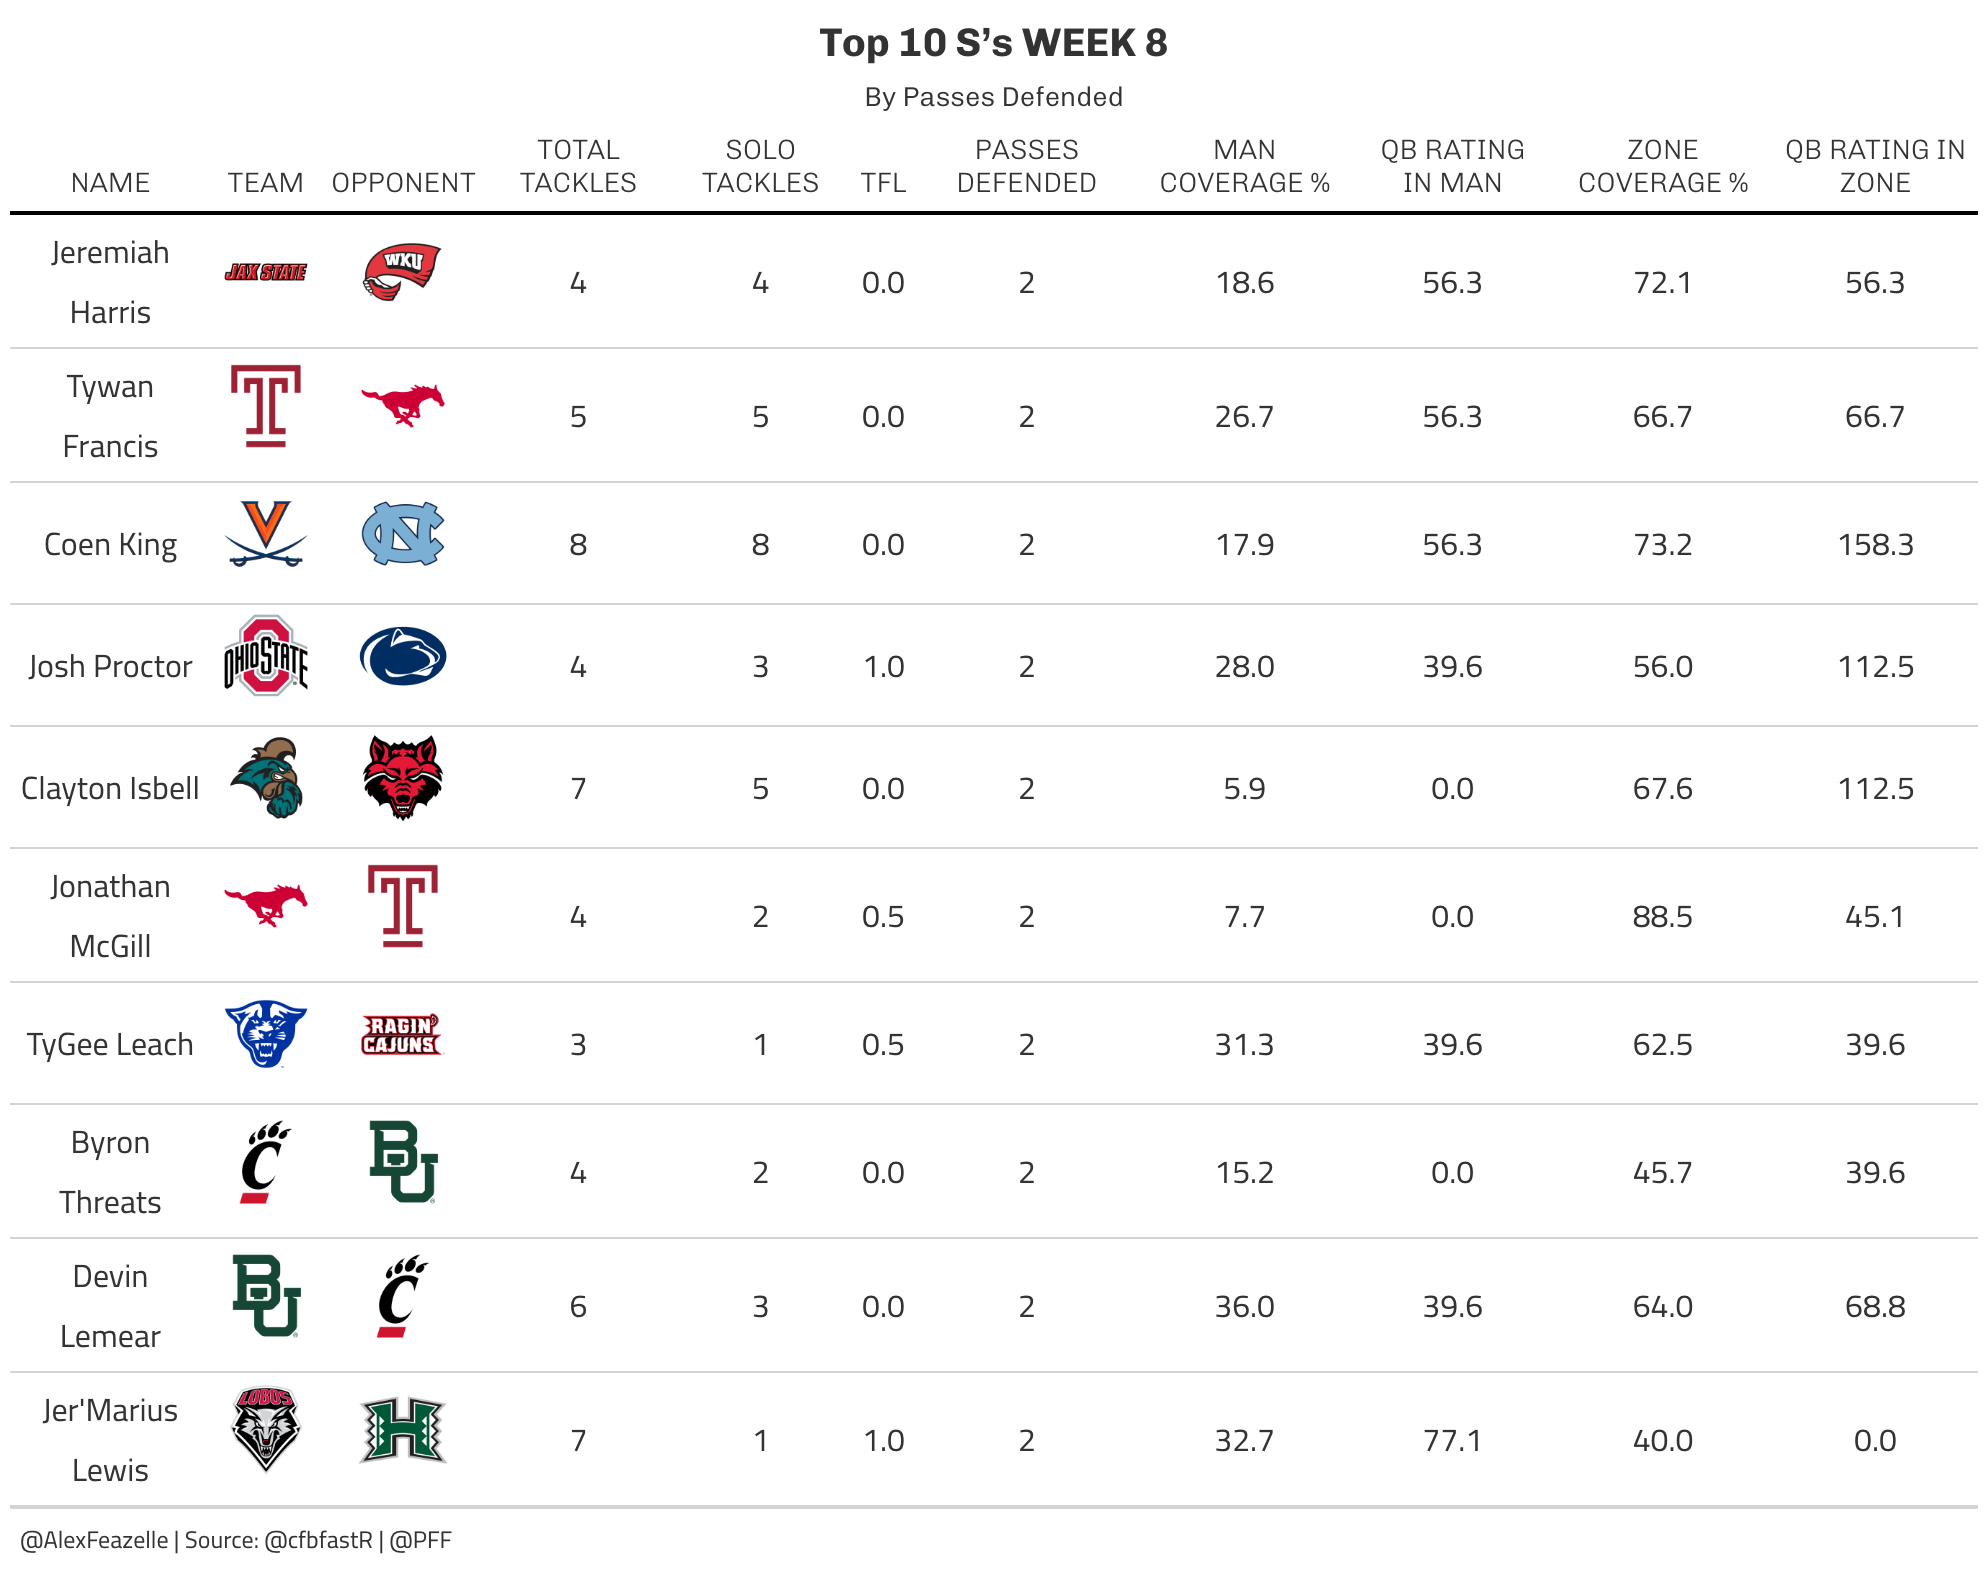 Top 10 S’s WEEK 8
By Passes Defended
NAME TEAM OPPONENT TOTAL TACKLES SOLO TACKLES TFL PASSES DEFENDED MAN COVERAGE % QB RATING IN MAN ZONE COVERAGE % QB RATING IN ZONE
Jeremiah Harris JAX STATE WKU 4 4 0.0 2 18.6 56.3 72.1 56.3
Tywan Francis T 5 5 0.0 2 26.7 56.3 66.7 66.7
Coen King V NC 8 8 0.0 2 17.9 56.3 73.2 158.3
Josh Proctor OHIO STATE 4 3 1.0 2 28.0 39.6 56.0 112.5
Clayton Isbell 7 5 0.0 2 5.9 0.0 67.6 112.5
Jonathan McGill T 4 2 0.5 2 7.7 0.0 88.5 45.1
TyGee Leach RAGIN' CAJUNS 3 1 0.5 2 31.3 39.6 62.5 39.6
Byron Threats C BU 4 2 0.0 2 15.2 0.0 45.7 39.6
Devin Lemear BU C 6 3 0.0 2 36.0 39.6 64.0 68.8
Jer'Marius Lewis LOBOS H 7 1 1.0 2 32.7 77.1 40.0 0.0
@AlexFeazelle | Source: @cfbfastR | @PFF